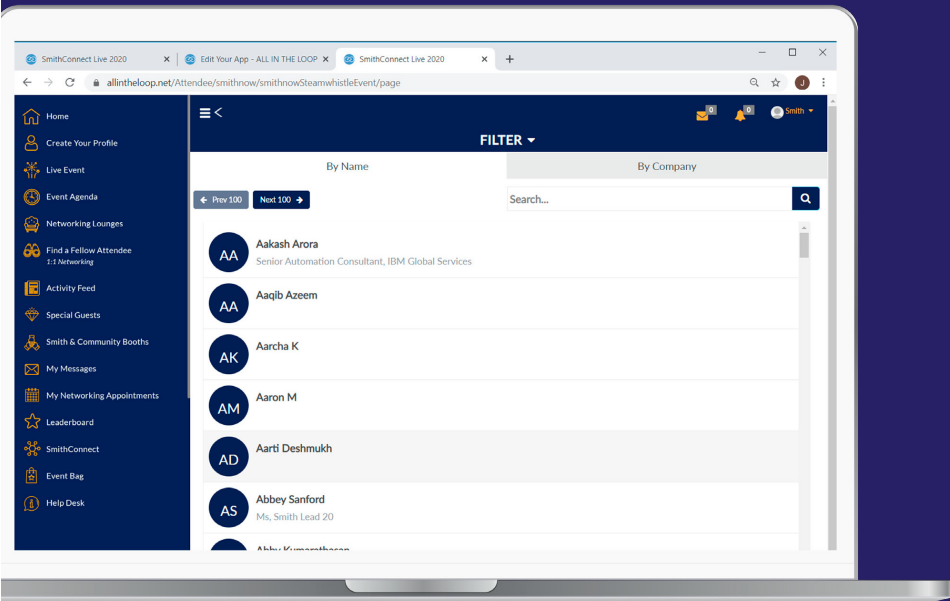 SmithConnect Live 2020
Edit Your App - ALL IN THE LOOP
SmithConnect Live 2020
allintheloop.net/Attendee/smithnow/smithnowSteamwhistleEvent/page
J
Home
Create Your Profile
Live Event
Event Agenda
Networking Lounges
Find a Fellow Attendee
1:1 Networking
Activity Feed
Special Guests
Smith & Community Booths
My Messages
My Networking Appointments
Leaderboard
SmithConnect
Event Bag
Help Desk
0
0
Smith
FILTER
By Name
By Company
Prev 100
Next 100
Search...
AA
Aakash Arora
Senior Automation Consultant, IBM Global Services
AA
Aaqib Azeem
AK
Aarcha K
AM
Aaron M
AD
Aarti Deshmukh
AS
Abbey Sanford
Ms, Smith Lead 20
Abby Kumarathasan